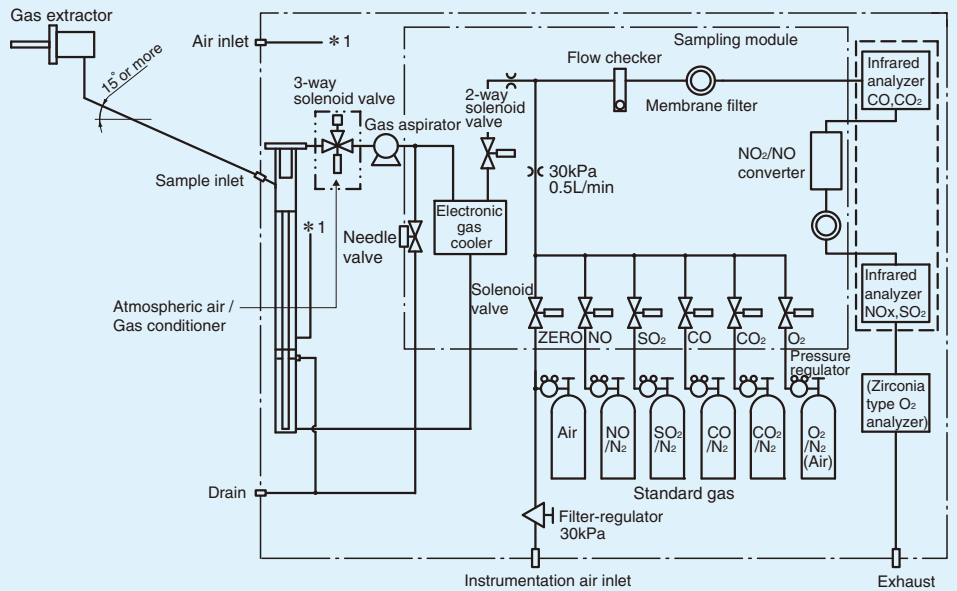 Gas extractor
15° or more
Air inlet
*1
Sampling module
Flow checker
Membrane filter
Infrared
analyzer
CO,CO₂
3-way
solenoid valve
Gas aspirator
2-way
solenoid
valve
NO₂/NO
converter
30kPa
0.5L/min
Sample inlet
*1
Needle
valve
Electronic
gas
cooler
Atmospheric air /
Gas conditioner
Solenoid
valve
Infrared
analyzer
NOx,SO₂
ZERO
NO
SO₂
CO
CO₂
O₂
Pressure
regulator
Air
NO
/N₂
SO₂
/N₂
CO
/N₂
CO₂
/N₂
O₂
/N₂
(Air)
(Zirconia
type O₂
analyzer)
Standard gas
Drain
Filter-regulator
30kPa
Instrumentation air inlet
Exhaust